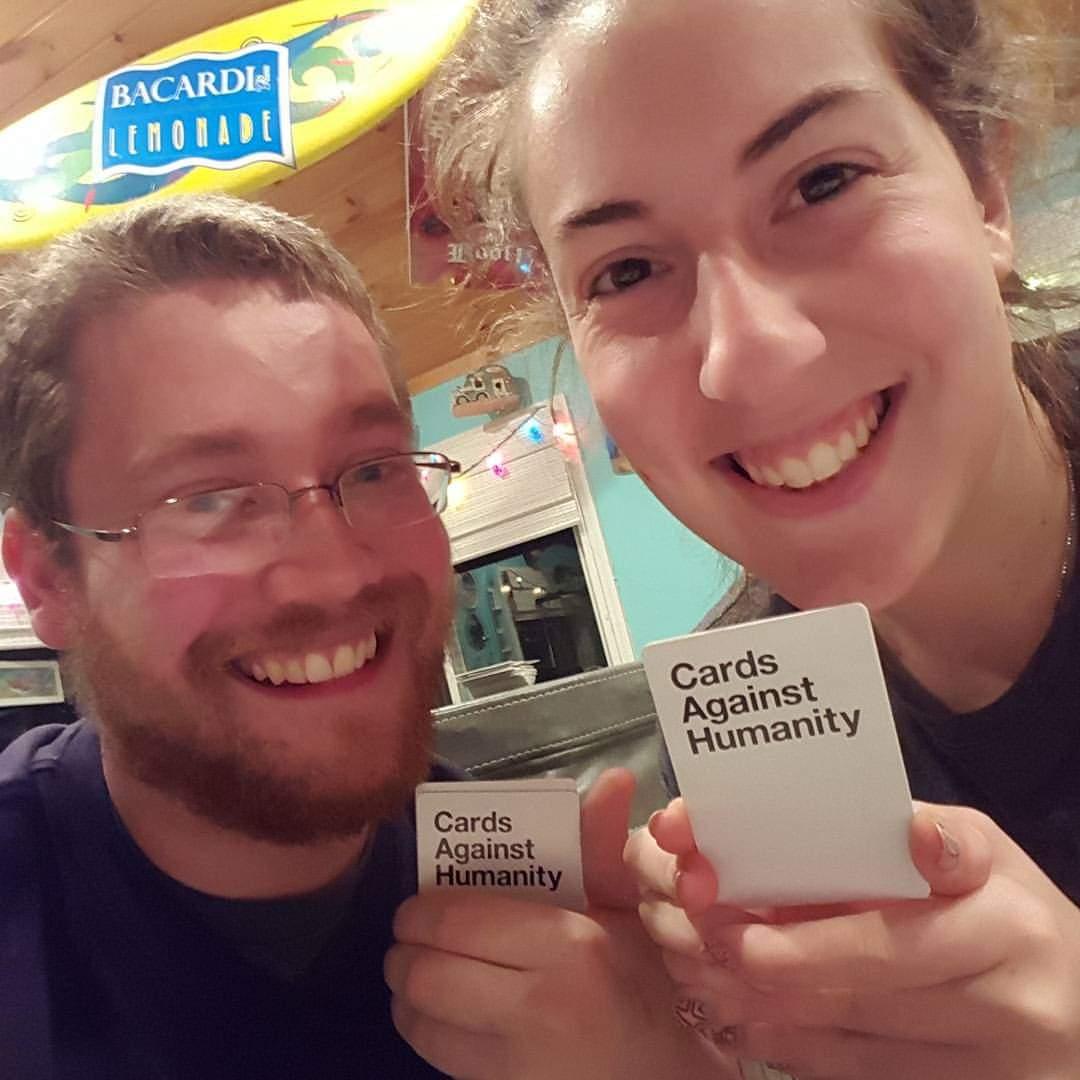 BACARDI
LEMONADE
Cards
Against
Humanity
Cards
Against
Humanity